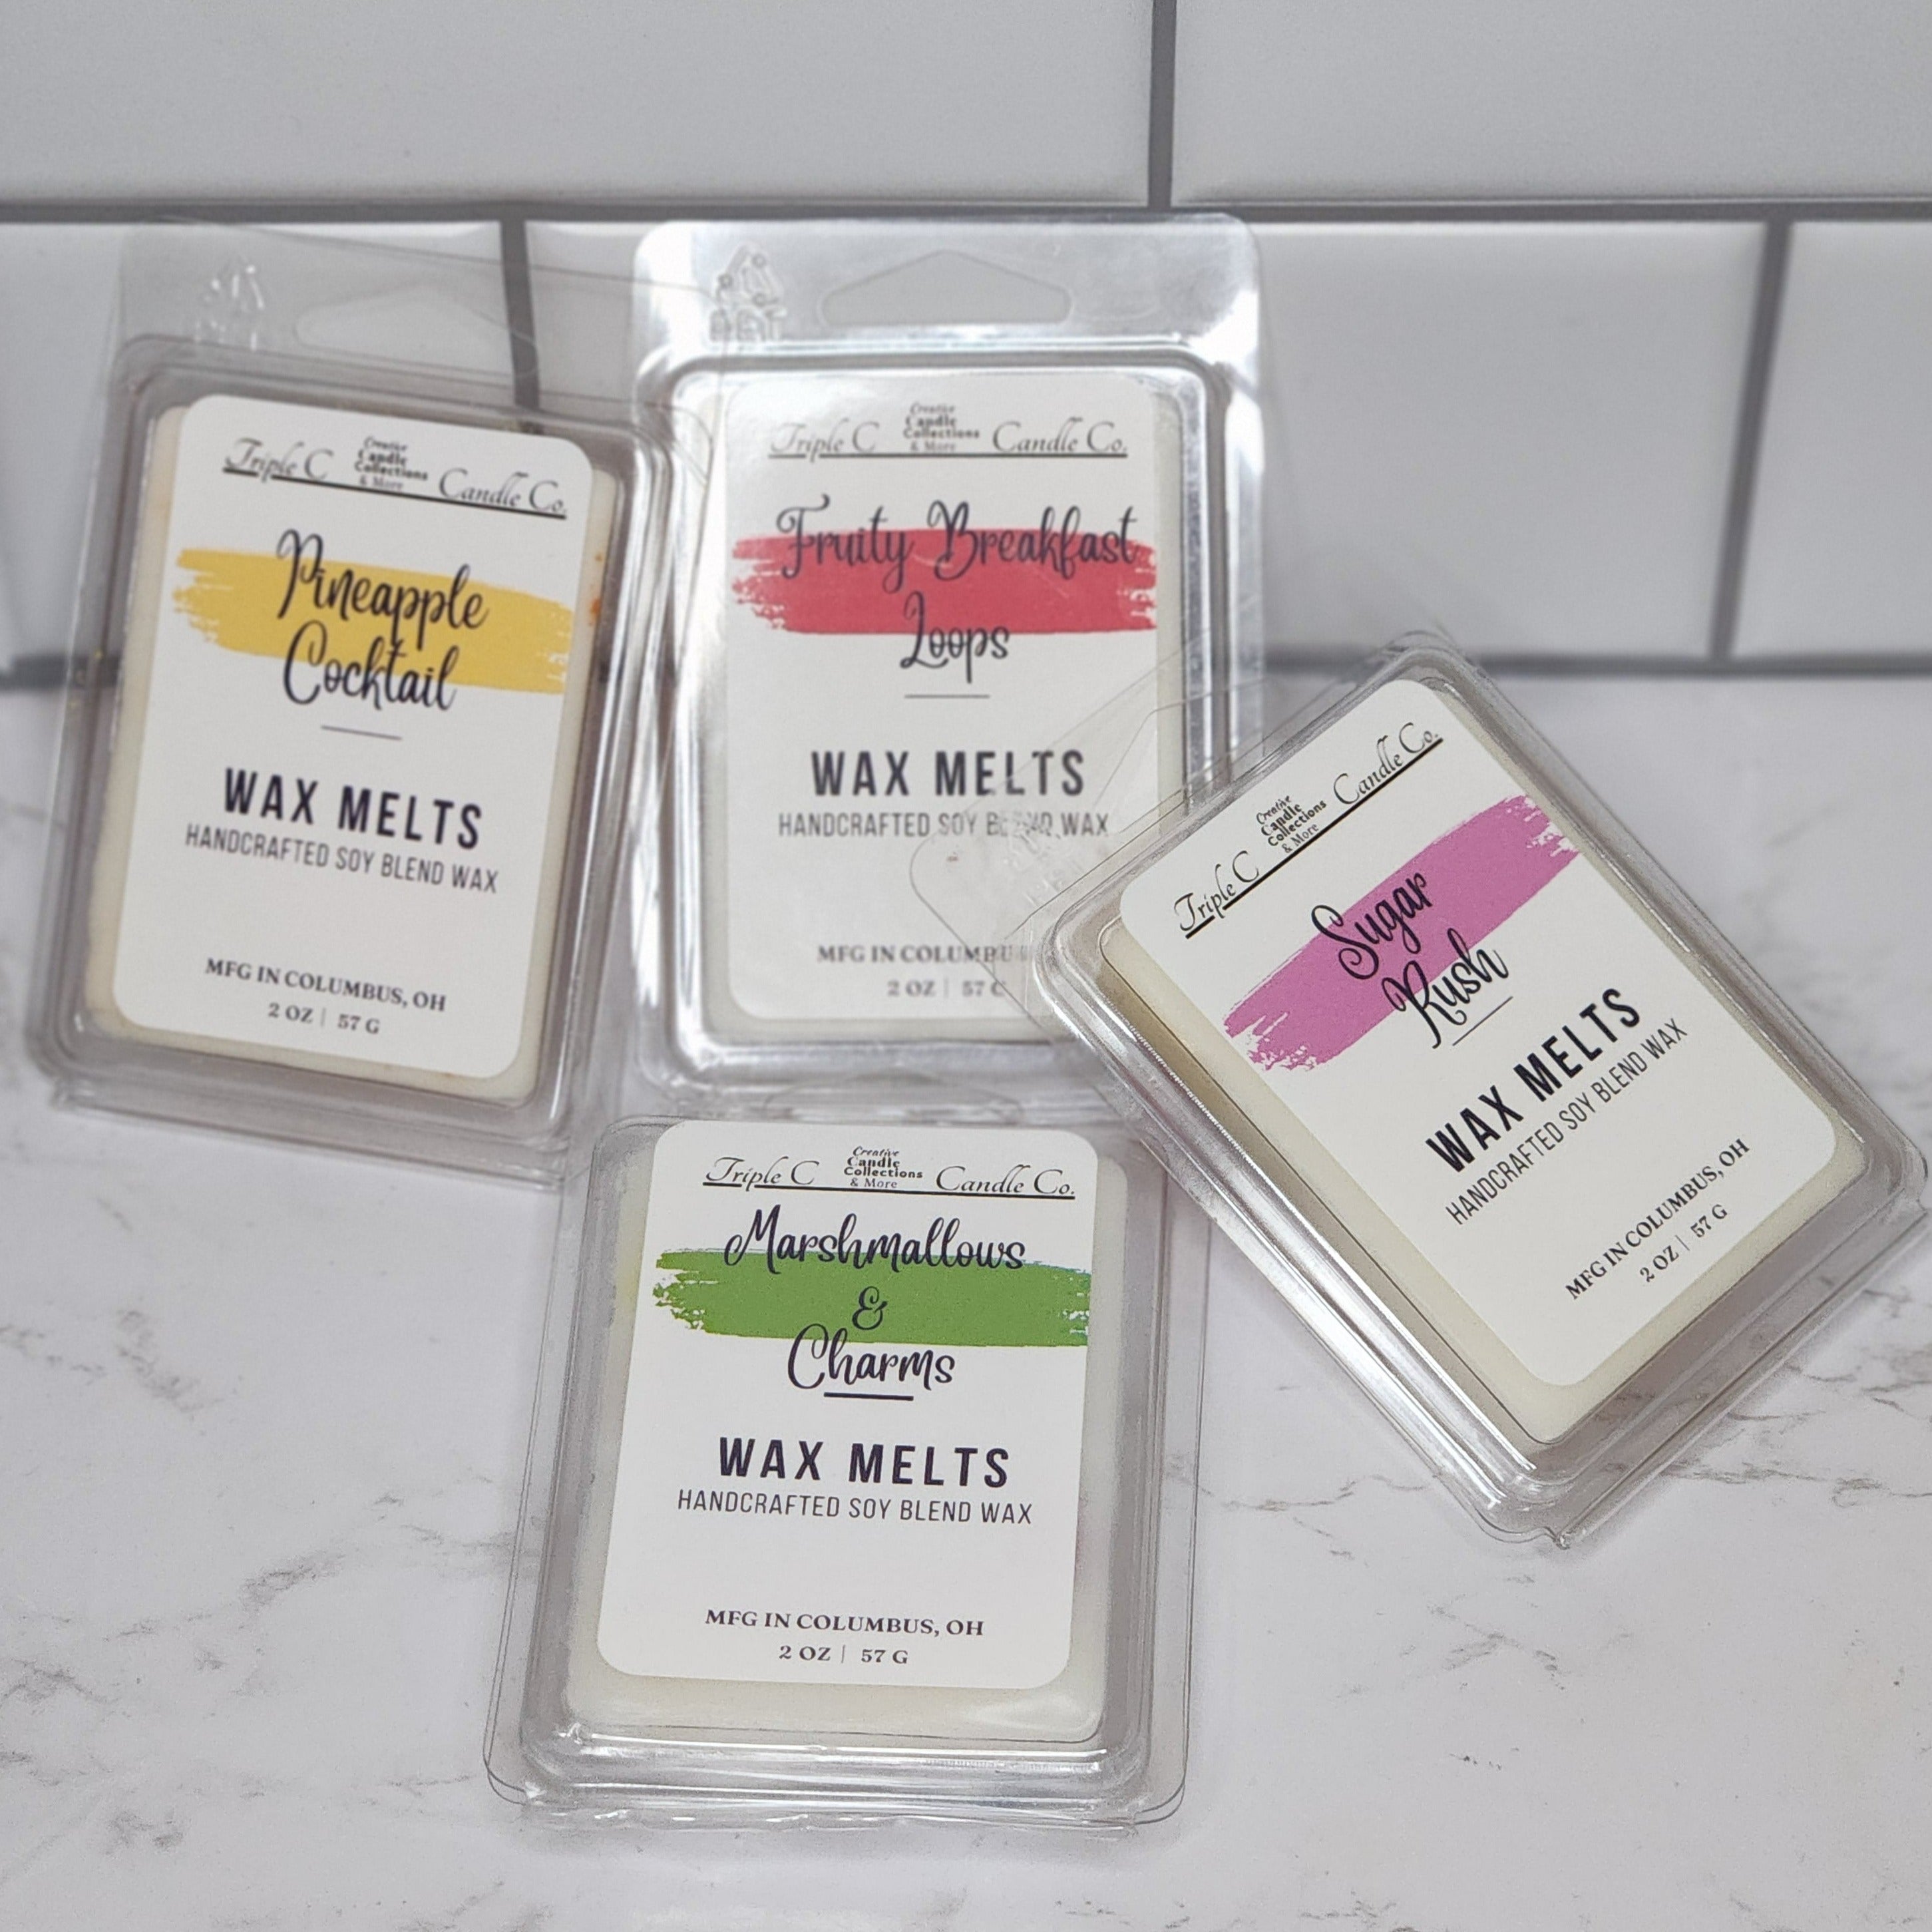 Triple C Creative Candle Collections & More Candle Co.
Pineapple
Cocktail
WAX MELTS
HANDCRAFTED SOY BLEND WAX
MFG IN COLUMBUS, OH
2 OZ | 57 G
Triple C Creative Candle Collections & More Candle Co.
Fruity Breakfast
Loops
WAX MELTS
HANDCRAFTED SOY BLEND WAX
MFG IN COLUMBU
2 OZ | 57 G
Triple C Creative Candle Collections & More Candle Co.
Sugar
Rush
WAX MELTS
HANDCRAFTED SOY BLEND WAX
MFG IN COLUMBUS, OH
2 OZ | 57 G
Triple C Creative Candle Collections & More Candle Co.
Marshmallows
&
Charms
WAX MELTS
HANDCRAFTED SOY BLEND WAX
MFG IN COLUMBUS, OH
2 OZ | 57 G